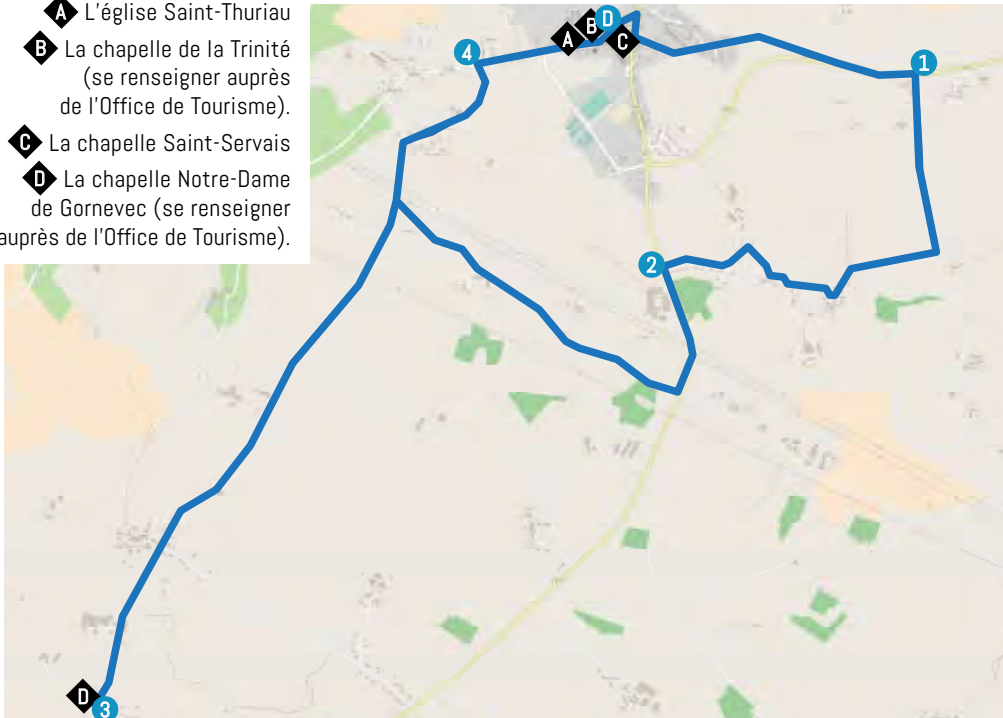 A L'église Saint-Thuriau
B La chapelle de la Trinité
(se renseigner auprès
de l'Office de Tourisme).
C La chapelle Saint-Servais
D La chapelle Notre-Dame
de Gornevec (se renseigner
auprès de l'Office de Tourisme).
A
B
D
C
4
1
2
D
3